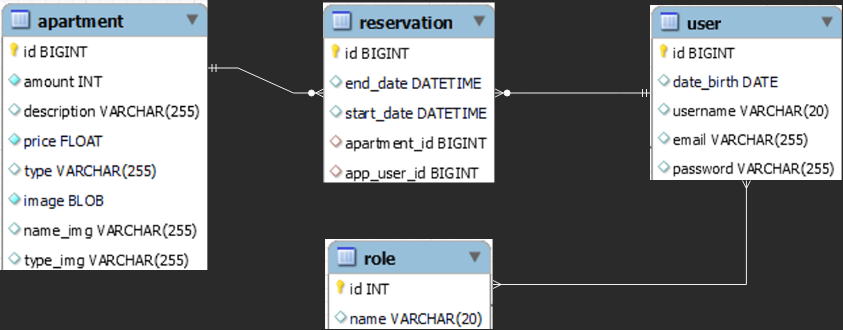 apartment
id BIGINT
amount INT
description VARCHAR(255)
price FLOAT
type VARCHAR(255)
image BLOB
name_img VARCHAR(255)
type_img VARCHAR(255)
reservation
id BIGINT
end_date DATETIME
start_date DATETIME
apartment_id BIGINT
app_user_id BIGINT
user
id BIGINT
date_birth DATE
username VARCHAR(20)
email VARCHAR(255)
password VARCHAR(255)
role
id INT
name VARCHAR(20)